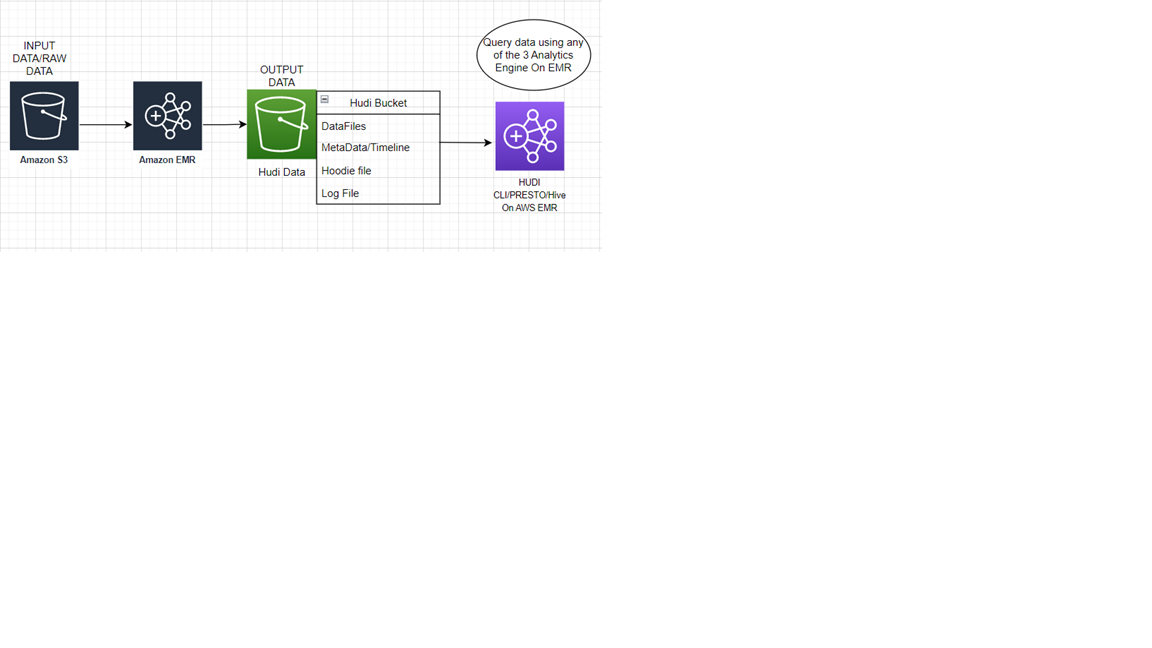 INPUT
DATA/RAW
DATA
Amazon S3
Amazon EMR
OUTPUT
DATA
Hudi Data
Hudi Bucket
DataFiles
MetaData/Timeline
Hoodie file
Log File
Query data using any
of the 3 Analytics
Engine On EMR
HUDI
CLI/PRESTO/Hive
On AWS EMR